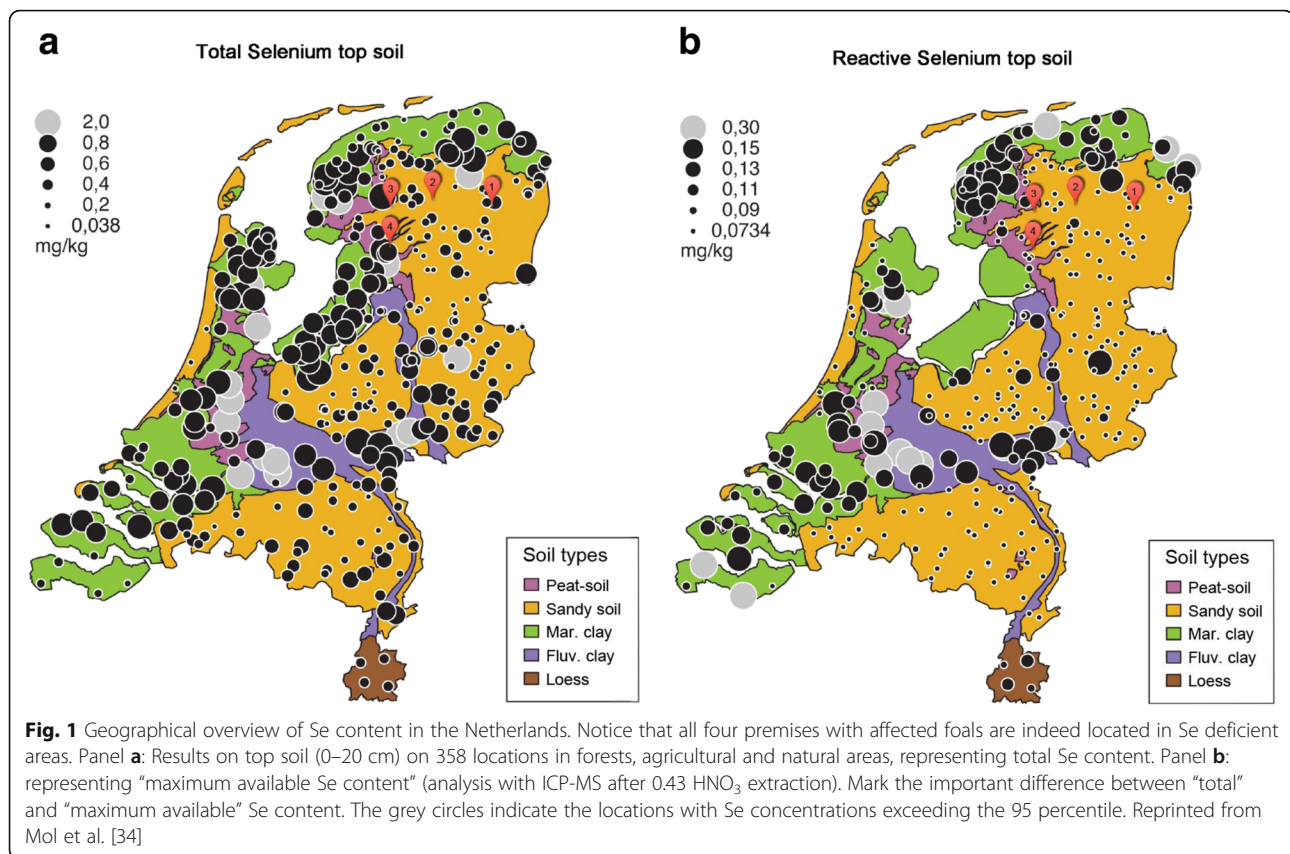 a
Total Selenium top soil
2,0
0,8
0,6
0,4
0,2
0,038
mg/kg
3
2
1
4
Soil types
Peat-soil
Sandy soil
Mar. clay
Fluv. clay
Loess
b
Reactive Selenium top soil
0,30
0,15
0,13
0,11
0,09
0,0734
mg/kg
3
2
1
4
Soil types
Peat-soil
Sandy soil
Mar. clay
Fluv. clay
Loess
Fig. 1 Geographical overview of Se content in the Netherlands. Notice that all four premises with affected foals are indeed located in Se deficient
areas. Panel a: Results on top soil (0–20 cm) on 358 locations in forests, agricultural and natural areas, representing total Se content. Panel b:
representing “maximum available Se content” (analysis with ICP-MS after 0.43 HNO₃ extraction). Mark the important difference between “total”
and “maximum available” Se content. The grey circles indicate the locations with Se concentrations exceeding the 95 percentile. Reprinted from
Mol et al. [34]